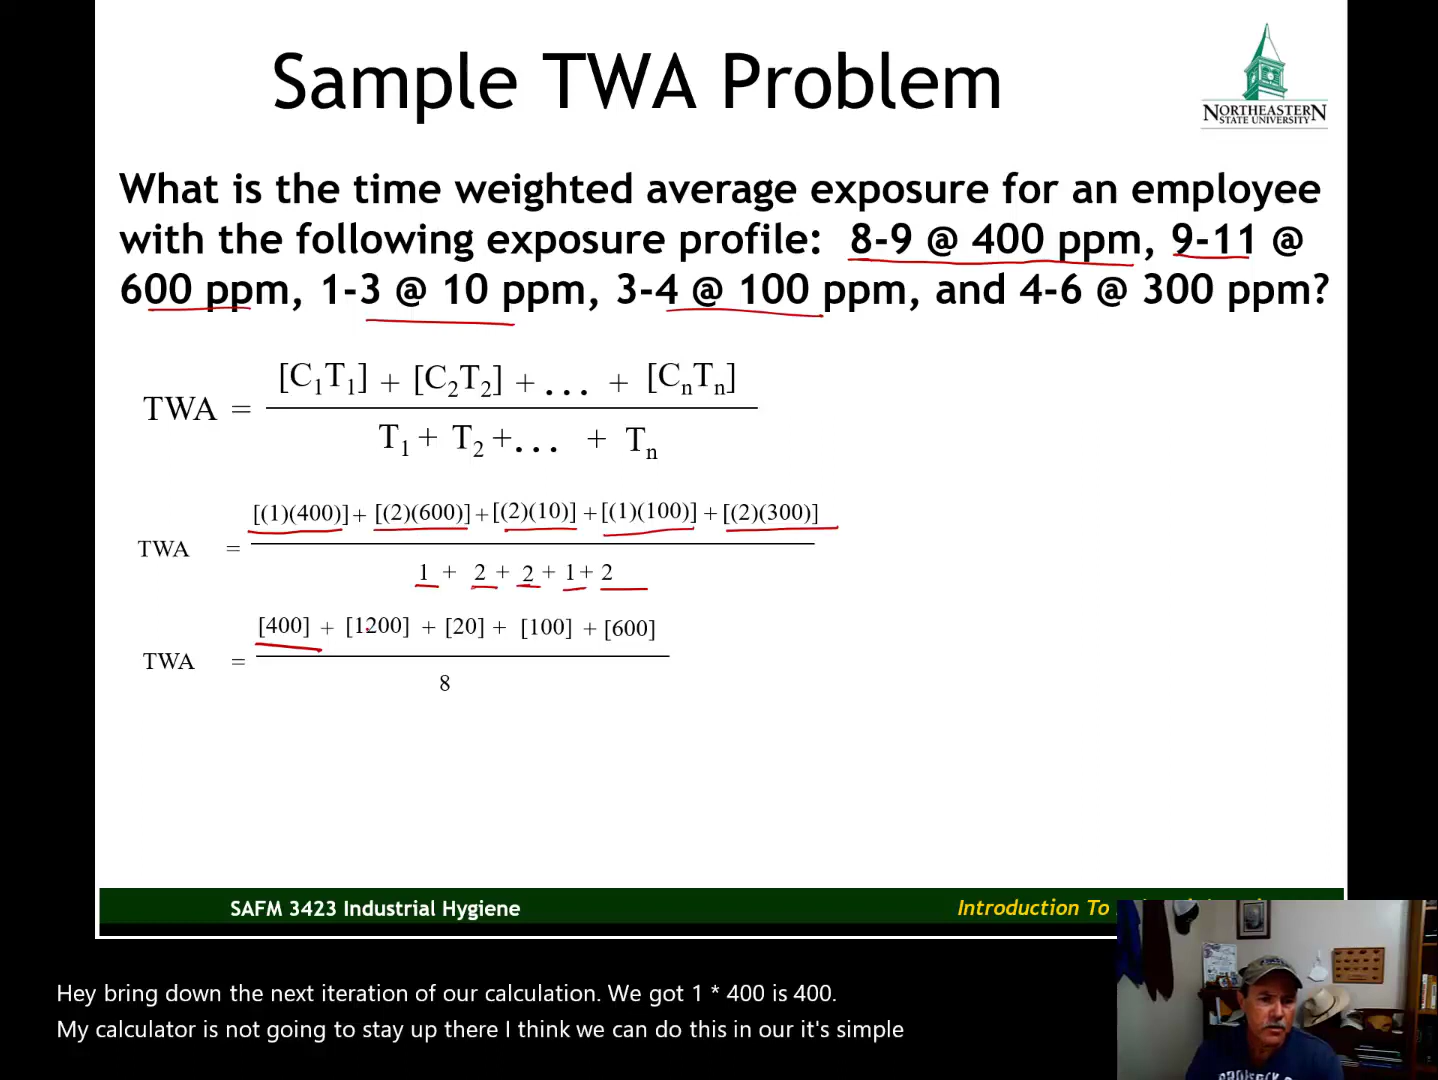 Sample TWA Problem
NORTHEASTERN
STATE UNIVERSITY
What is the time weighted average exposure for an employee
with the following exposure profile: 8-9 @ 400 ppm, 9-11 @
600 ppm, 1-3 @ 10 ppm, 3-4 @ 100 ppm, and 4-6 @ 300 ppm?
[C₁T₁] + [C₂T₂] + ... + [CₙTₙ]
TWA =
T₁ + T₂ +... + Tₙ
[(1)(400)] + [(2)(600)] + [(2)(10)] + [(1)(100)] + [(2)(300)]
TWA =
1 + 2 + 2 + 1 + 2
[400] + [1200] + [20] + [100] + [600]
TWA =
8
SAFM 3423 Industrial Hygiene
Introduction To
Hey bring down the next iteration of our calculation. We got 1 * 400 is 400.
My calculator is not going to stay up there I think we can do this in our it's simple